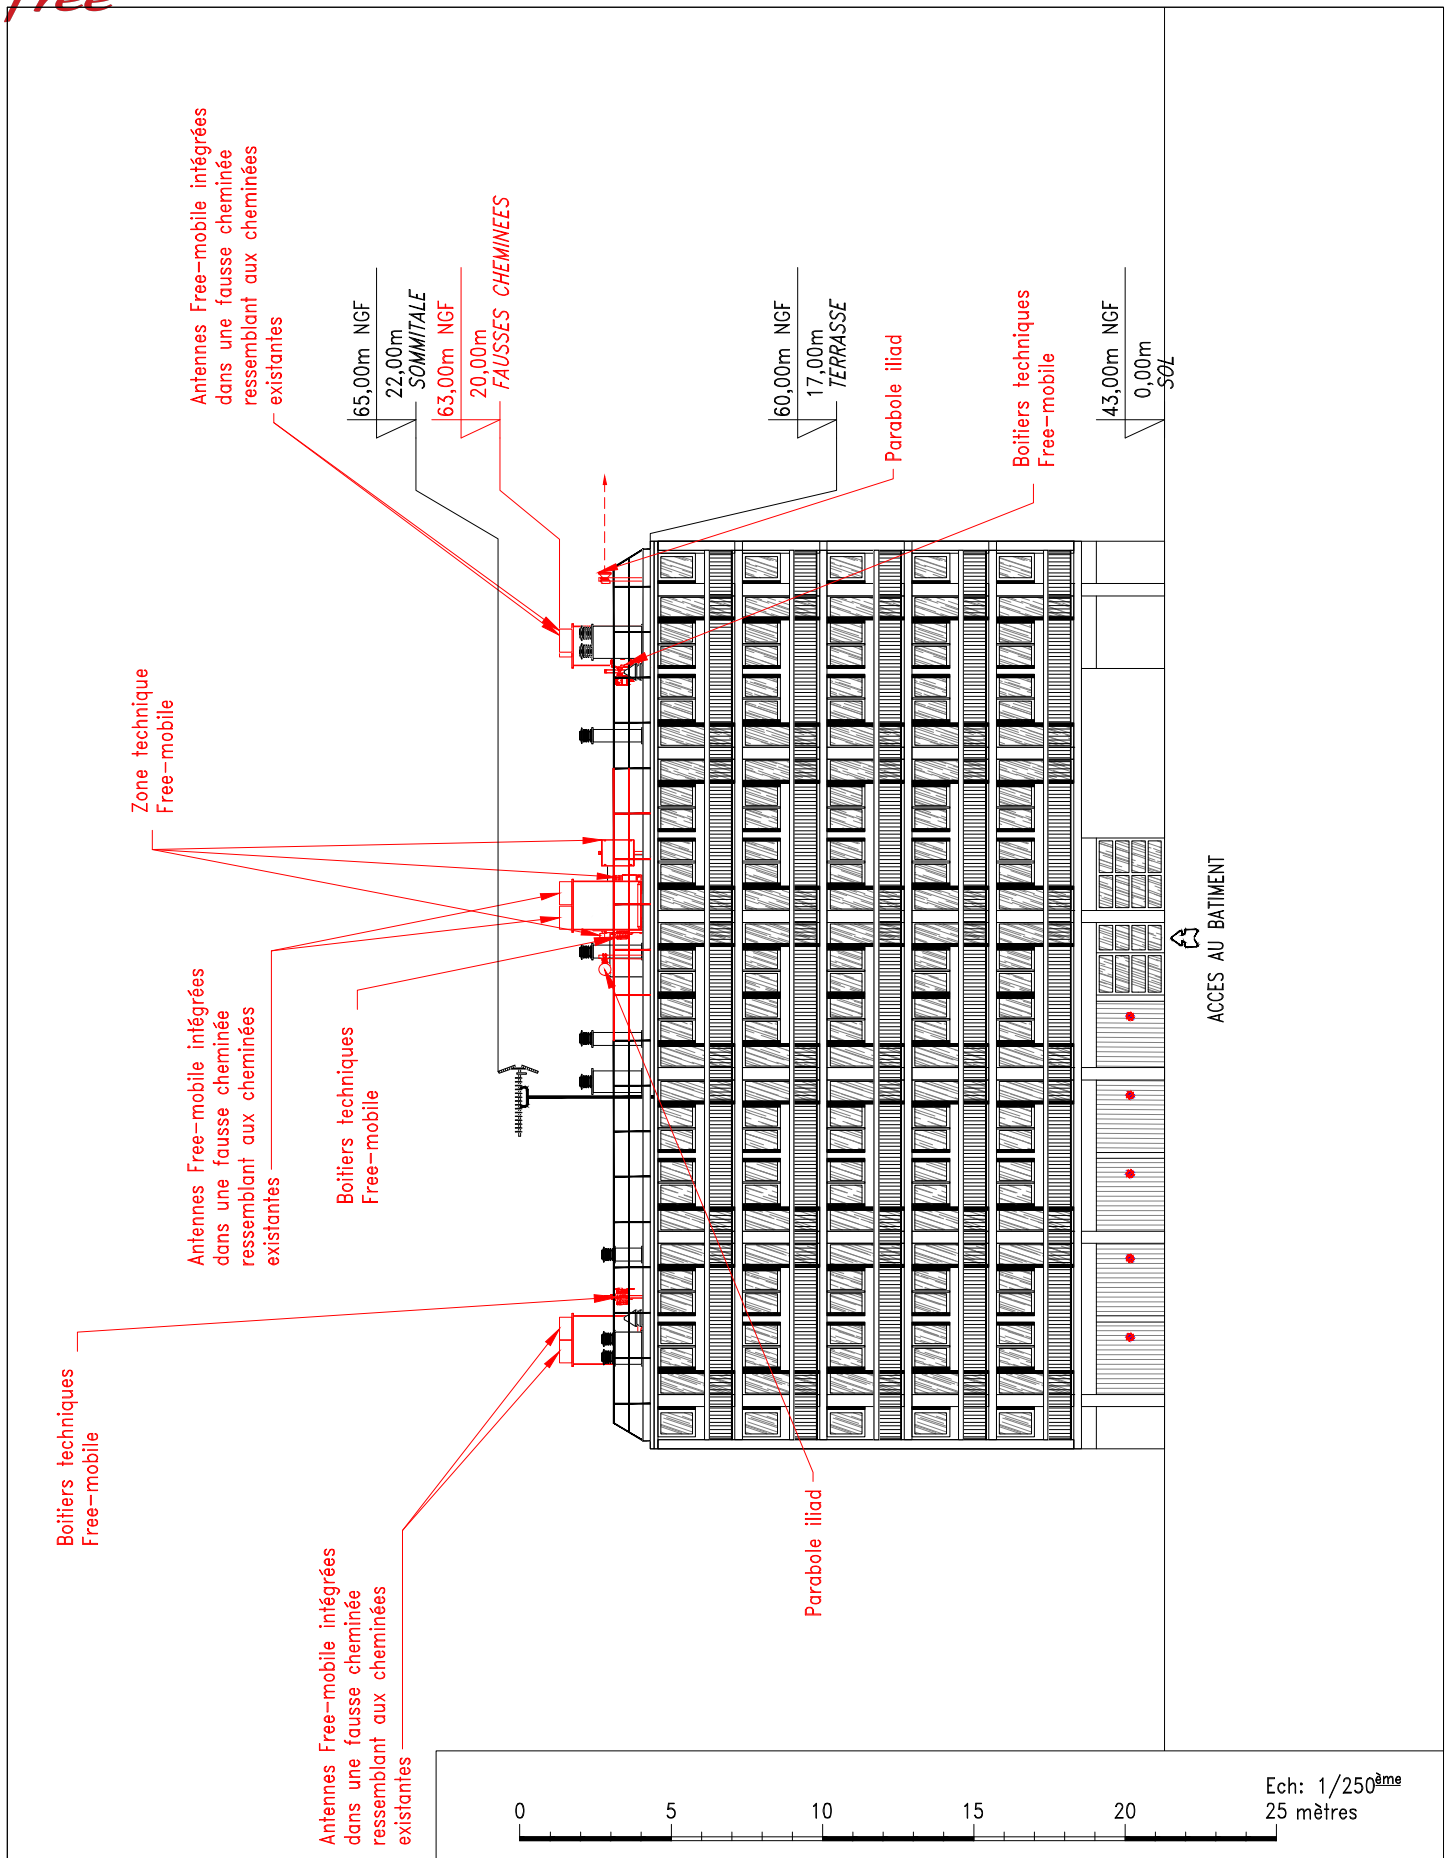 free
Boitiers techniques
Free-mobile
Antennes Free-mobile intégrées
dans une fausse cheminée
ressemblant aux cheminées
existantes
Antennes Free-mobile intégrées
dans une fausse cheminée
ressemblant aux cheminées
existantes
Boitiers techniques
Free-mobile
Zone technique
Free-mobile
Antennes Free-mobile intégrées
dans une fausse cheminée
ressemblant aux cheminées
existantes
65,00m NGF
22,00m
SOMMITALE
63,00m NGF
20,00m
FAUSSES CHEMINEES
60,00m NGF
17,00m
TERRASSE
Parabole iliad
Boitiers techniques
Free-mobile
43,00m NGF
0,00m
SOL
Parabole iliad
ACCES AU BATIMENT
Ech: 1/250ème
0 5 10 15 20 25 mètres